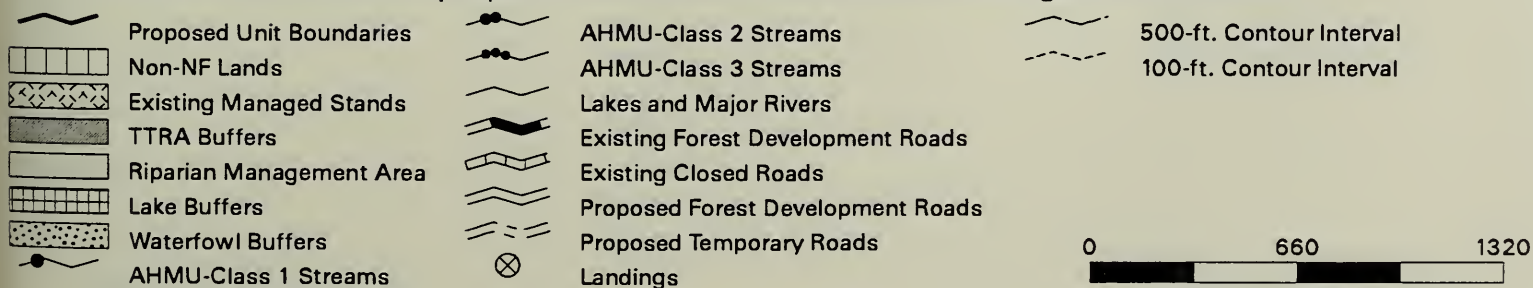 Proposed Unit Boundaries
Non-NF Lands
Existing Managed Stands
TTRA Buffers
Riparian Management Area
Lake Buffers
Waterfowl Buffers
AHMU-Class 1 Streams
AHMU-Class 2 Streams
AHMU-Class 3 Streams
Lakes and Major Rivers
Existing Forest Development Roads
Existing Closed Roads
Proposed Forest Development Roads
Proposed Temporary Roads
Landings
500-ft. Contour Interval
100-ft. Contour Interval
0 660 1320